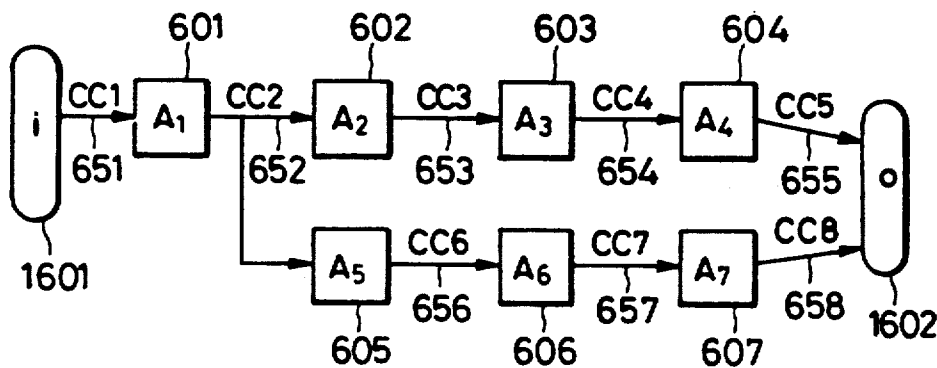 601 602 603 604
CC1 CC2 CC3 CC4 CC5
i A1 A2 A3 A4 o
651 652 653 654 655
CC6 CC7 CC8
A5 A6 A7
1601 656 657 658 1602
605 606 607